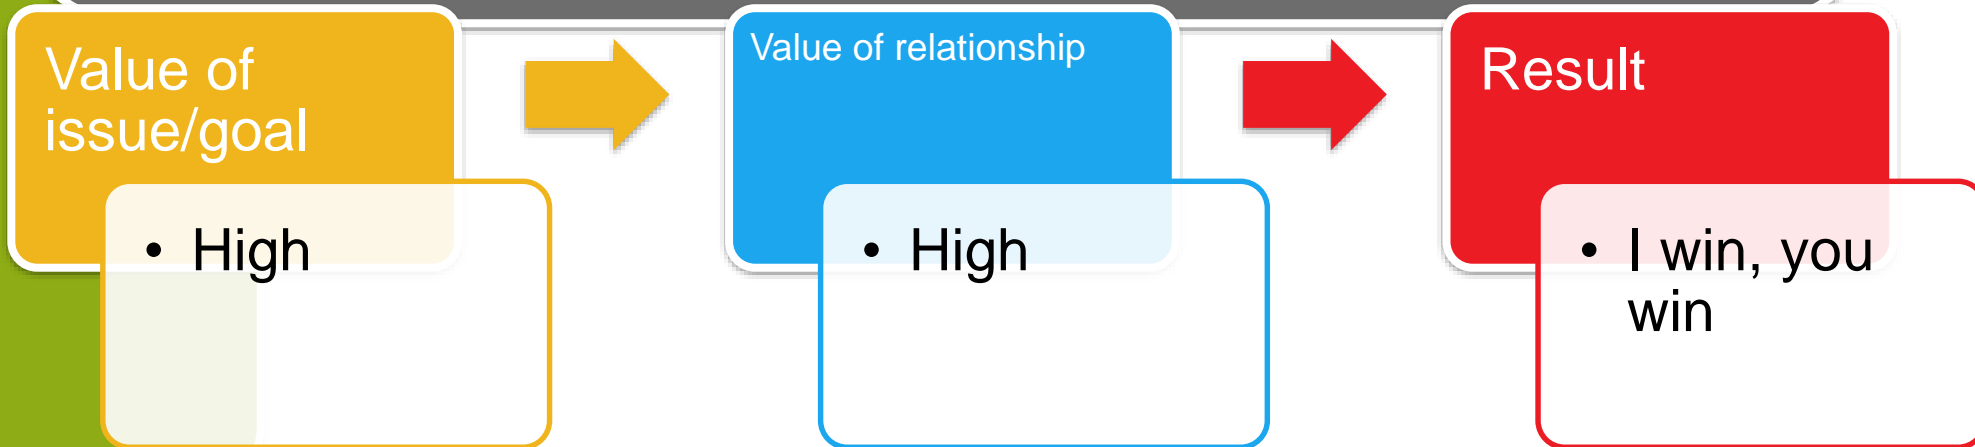 Value of
issue/goal
• High
Value of relationship
• High
Result
• I win, you
win